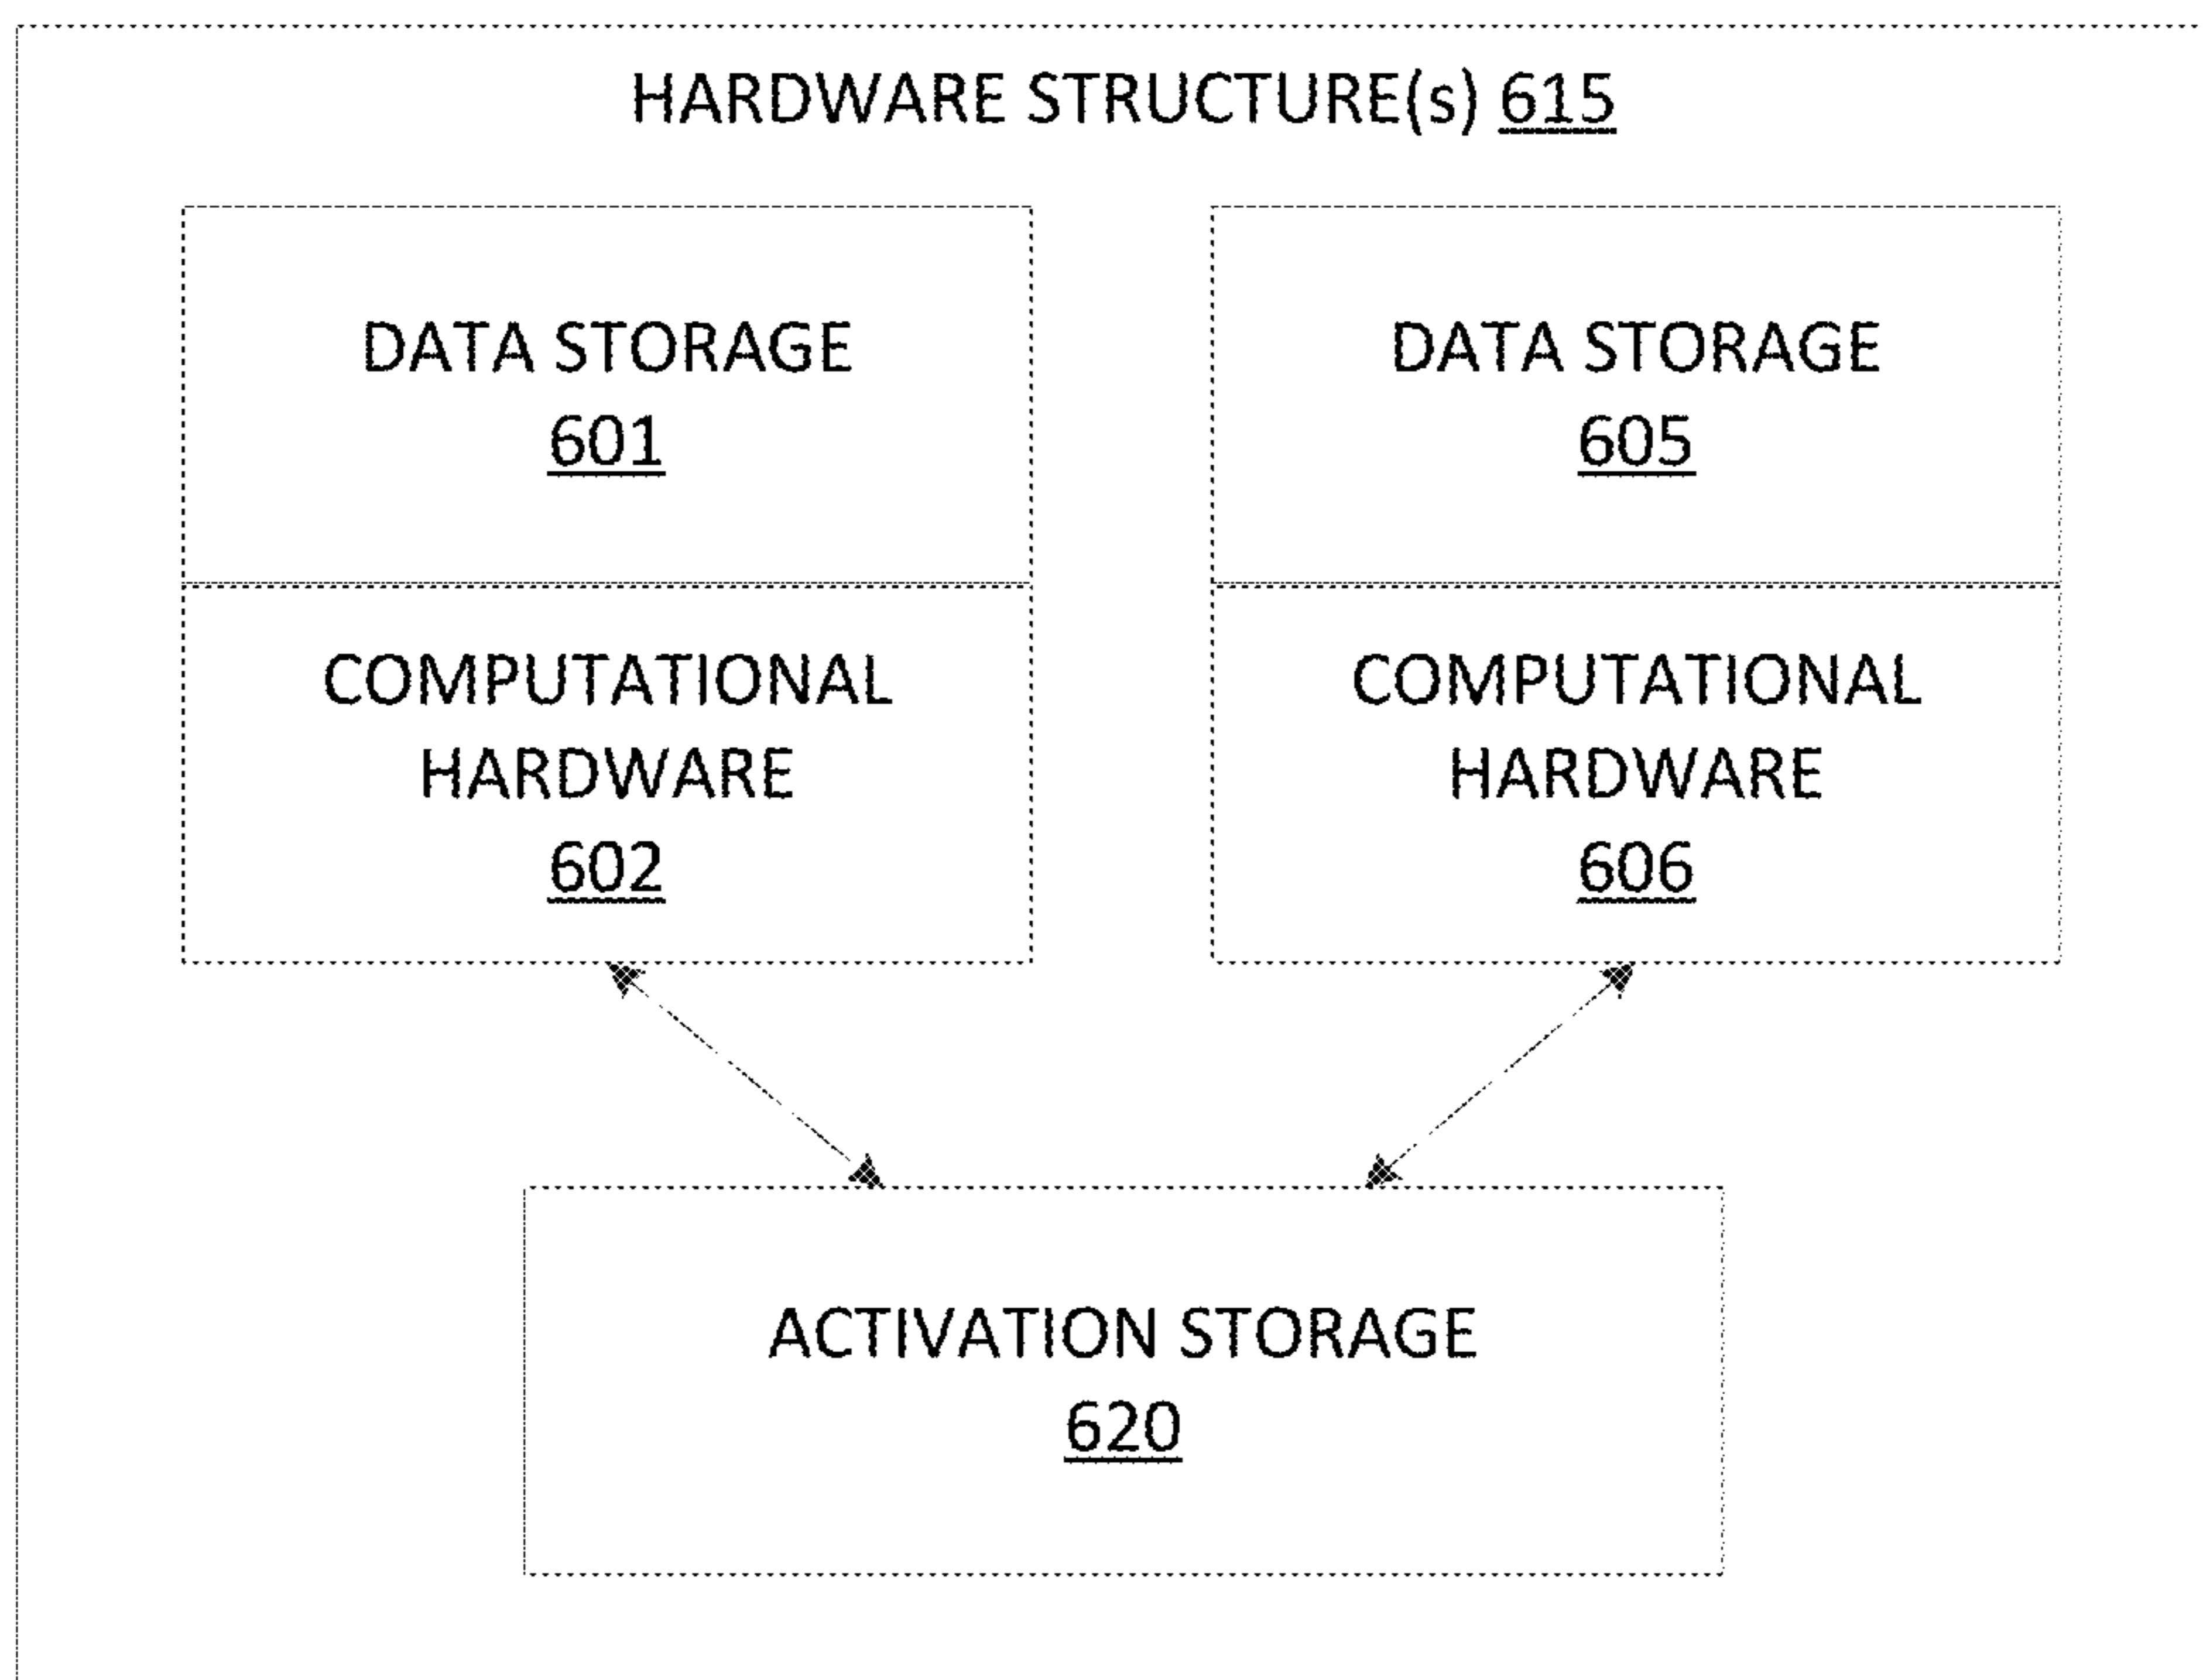 HARDWARE STRUCTURE(s) 615
DATA STORAGE
601
DATA STORAGE
605
COMPUTATIONAL
HARDWARE
602
COMPUTATIONAL
HARDWARE
606
ACTIVATION STORAGE
620